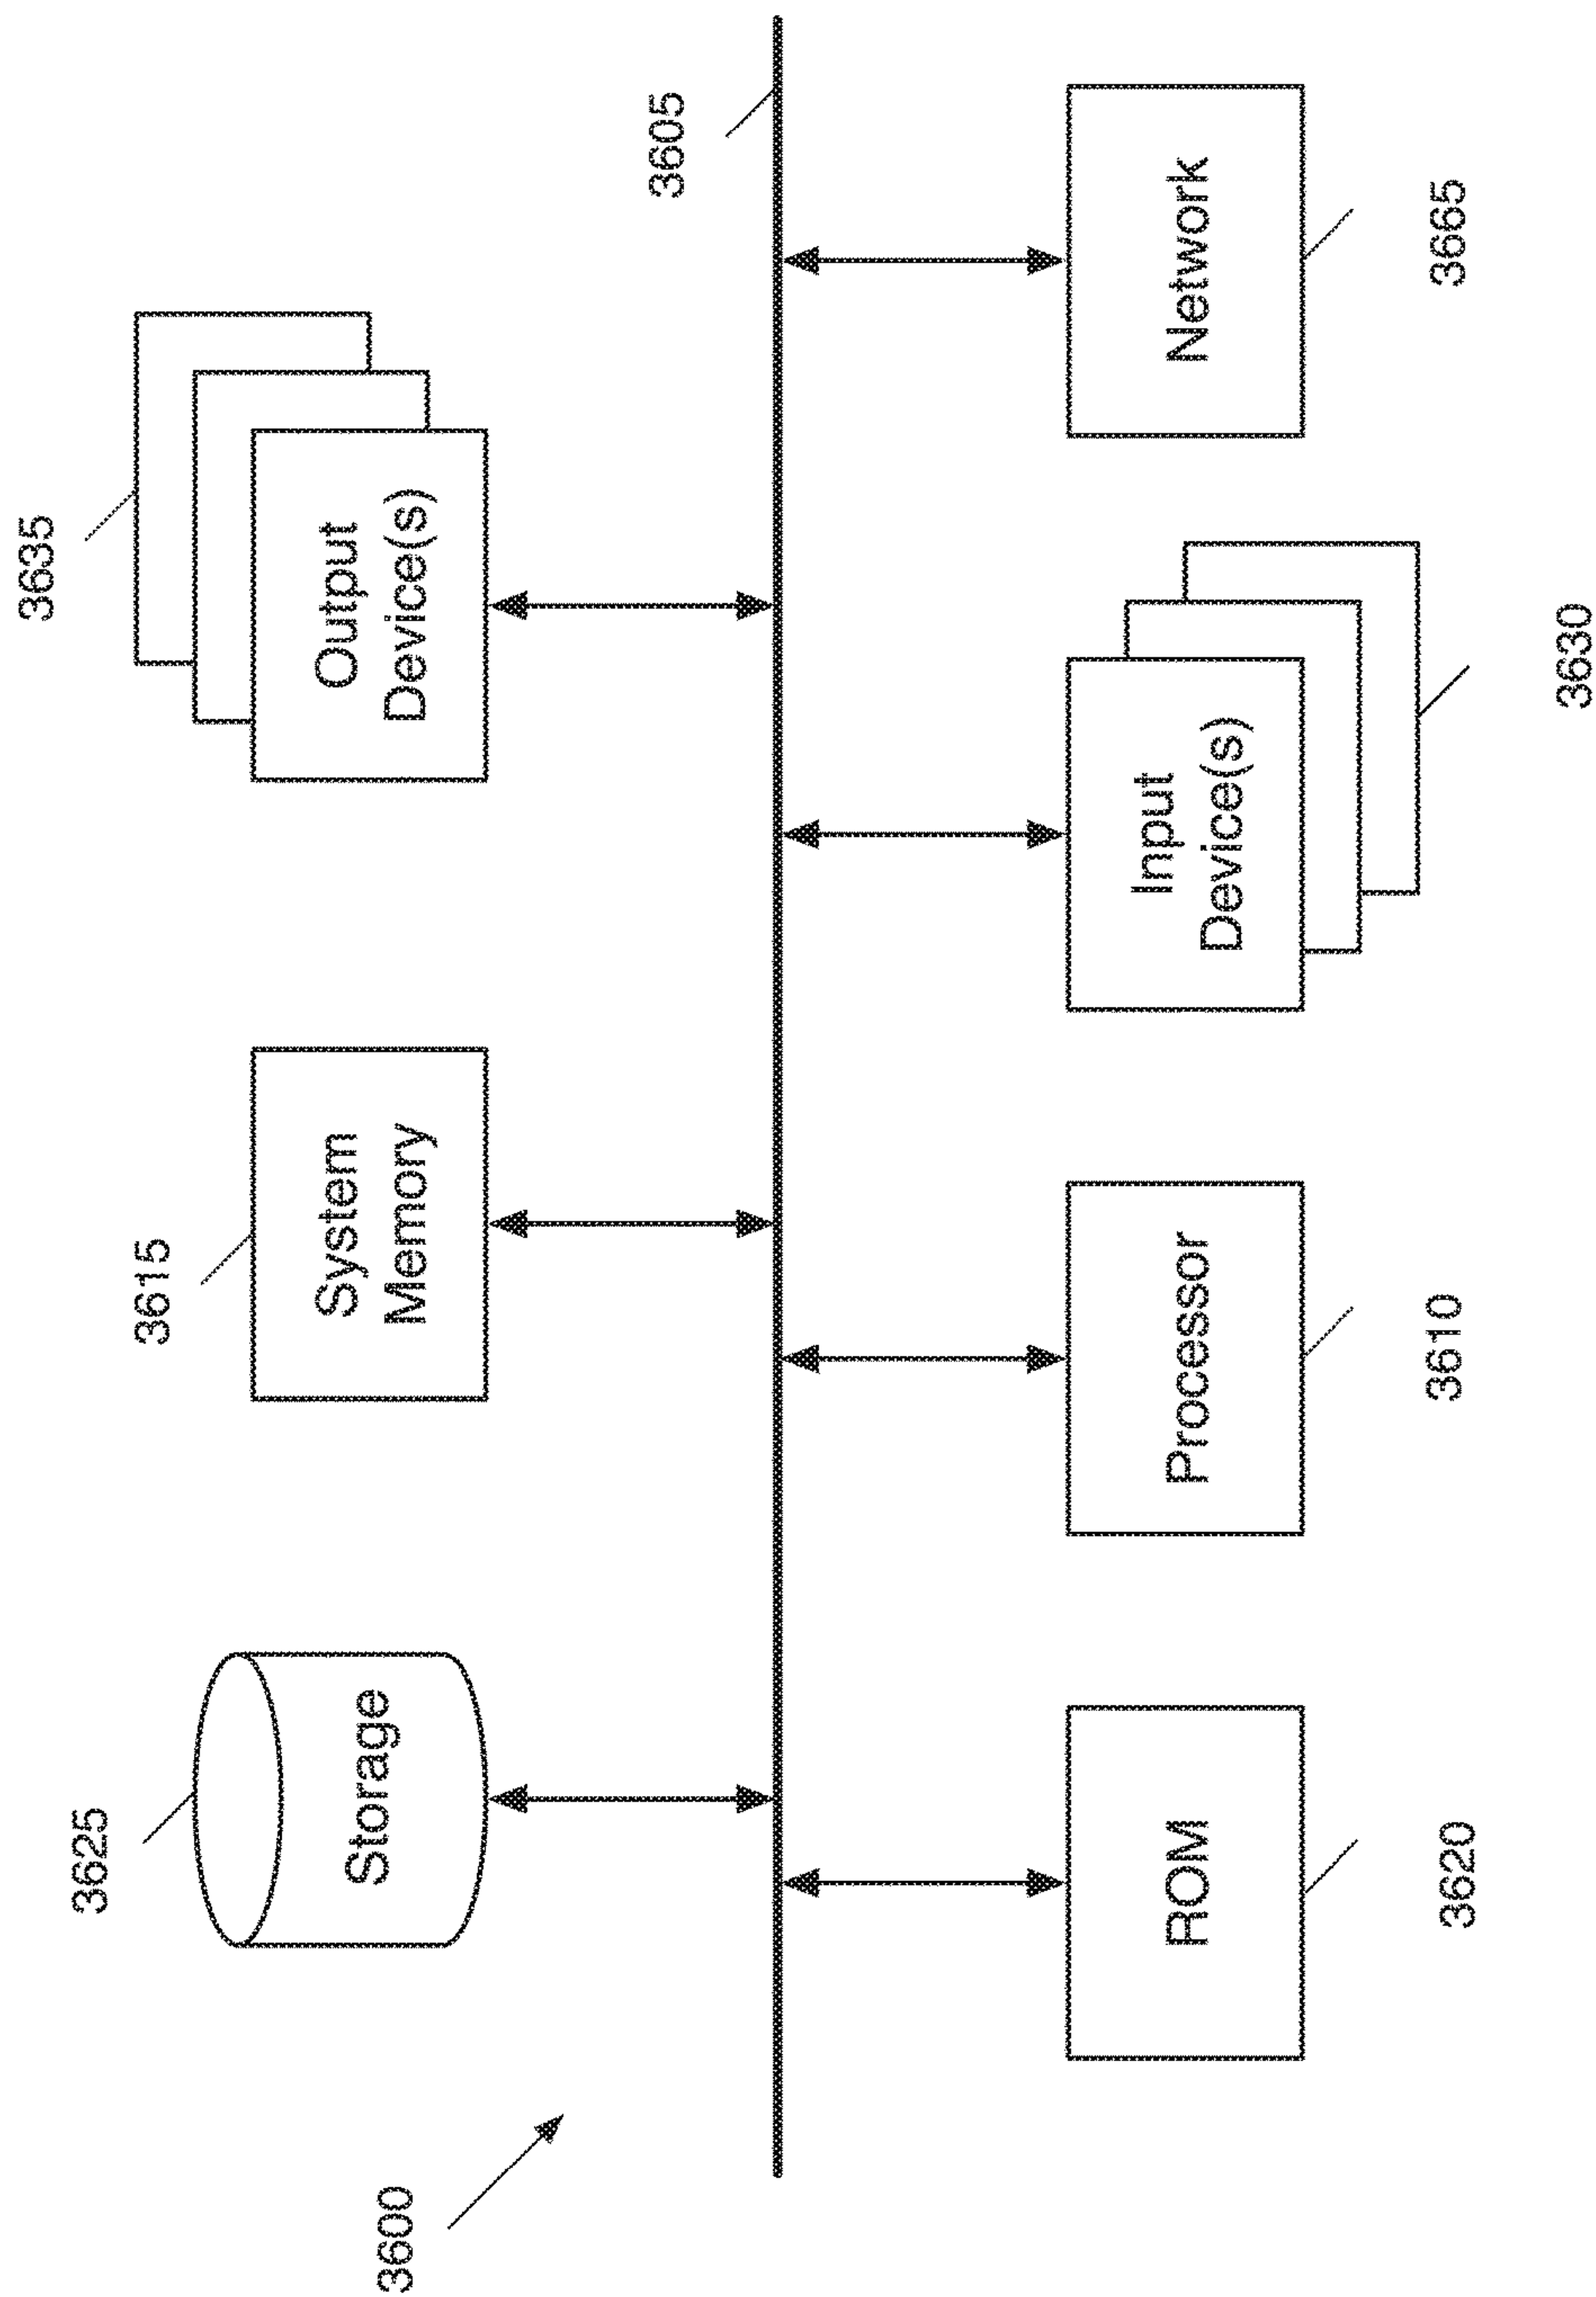 3625
3615
3635
Storage
System
Memory
Output
Device(s)
3600
3605
ROM
Processor
Input
Device(s)
Network
3620
3610
3630
3665